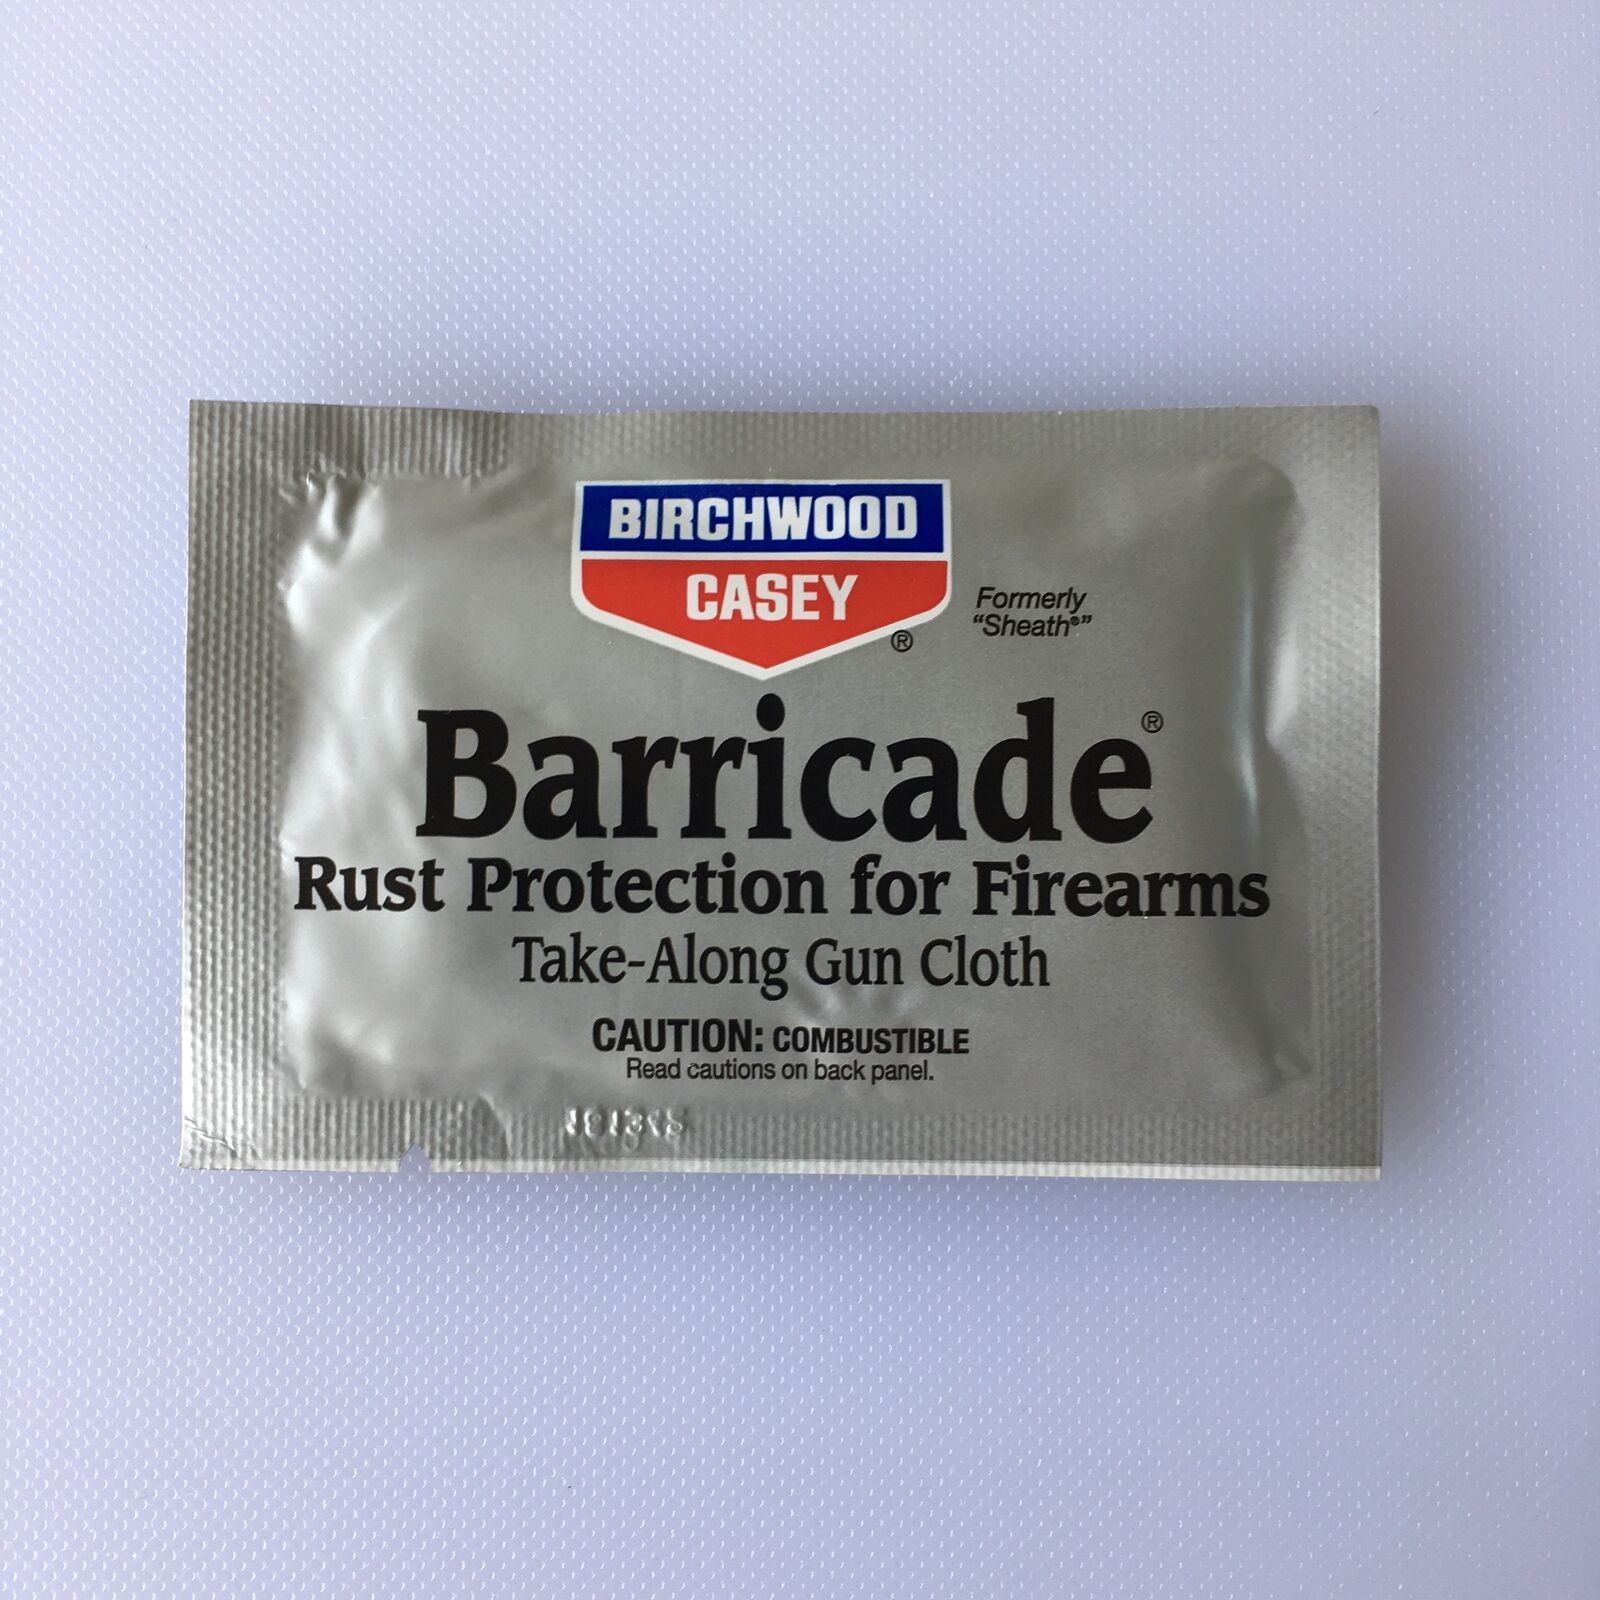 BIRCHWOOD
CASEY
®
Formerly
"Sheath®"
Barricade®
Rust Protection for Firearms
Take-Along Gun Cloth
CAUTION: COMBUSTIBLE
Read cautions on back panel.